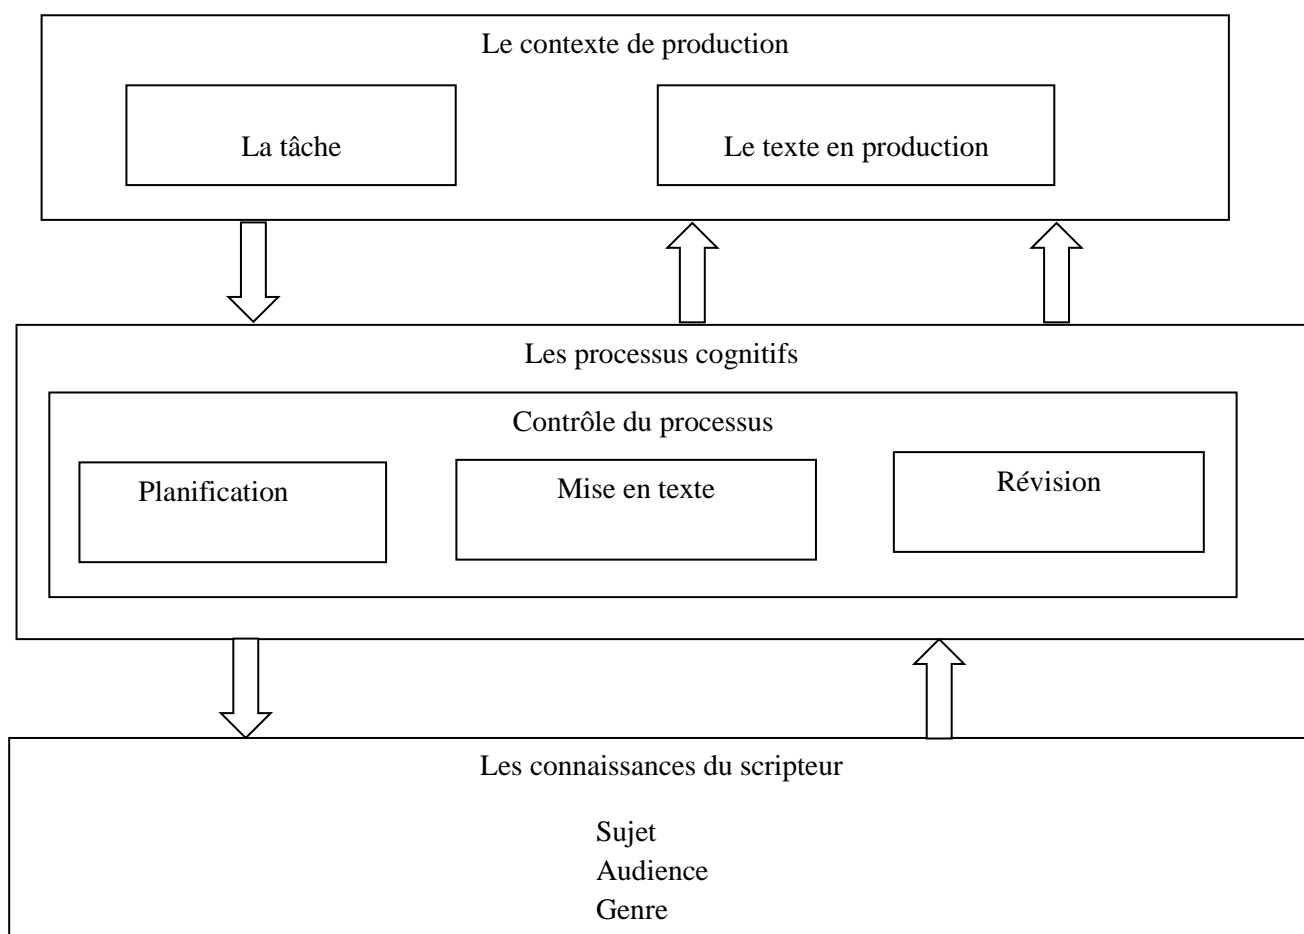 Le contexte de production
La tâche
Le texte en production
Les processus cognitifs
Contrôle du processus
Planification
Mise en texte
Révision
Les connaissances du scripteur
Sujet
Audience
Genre